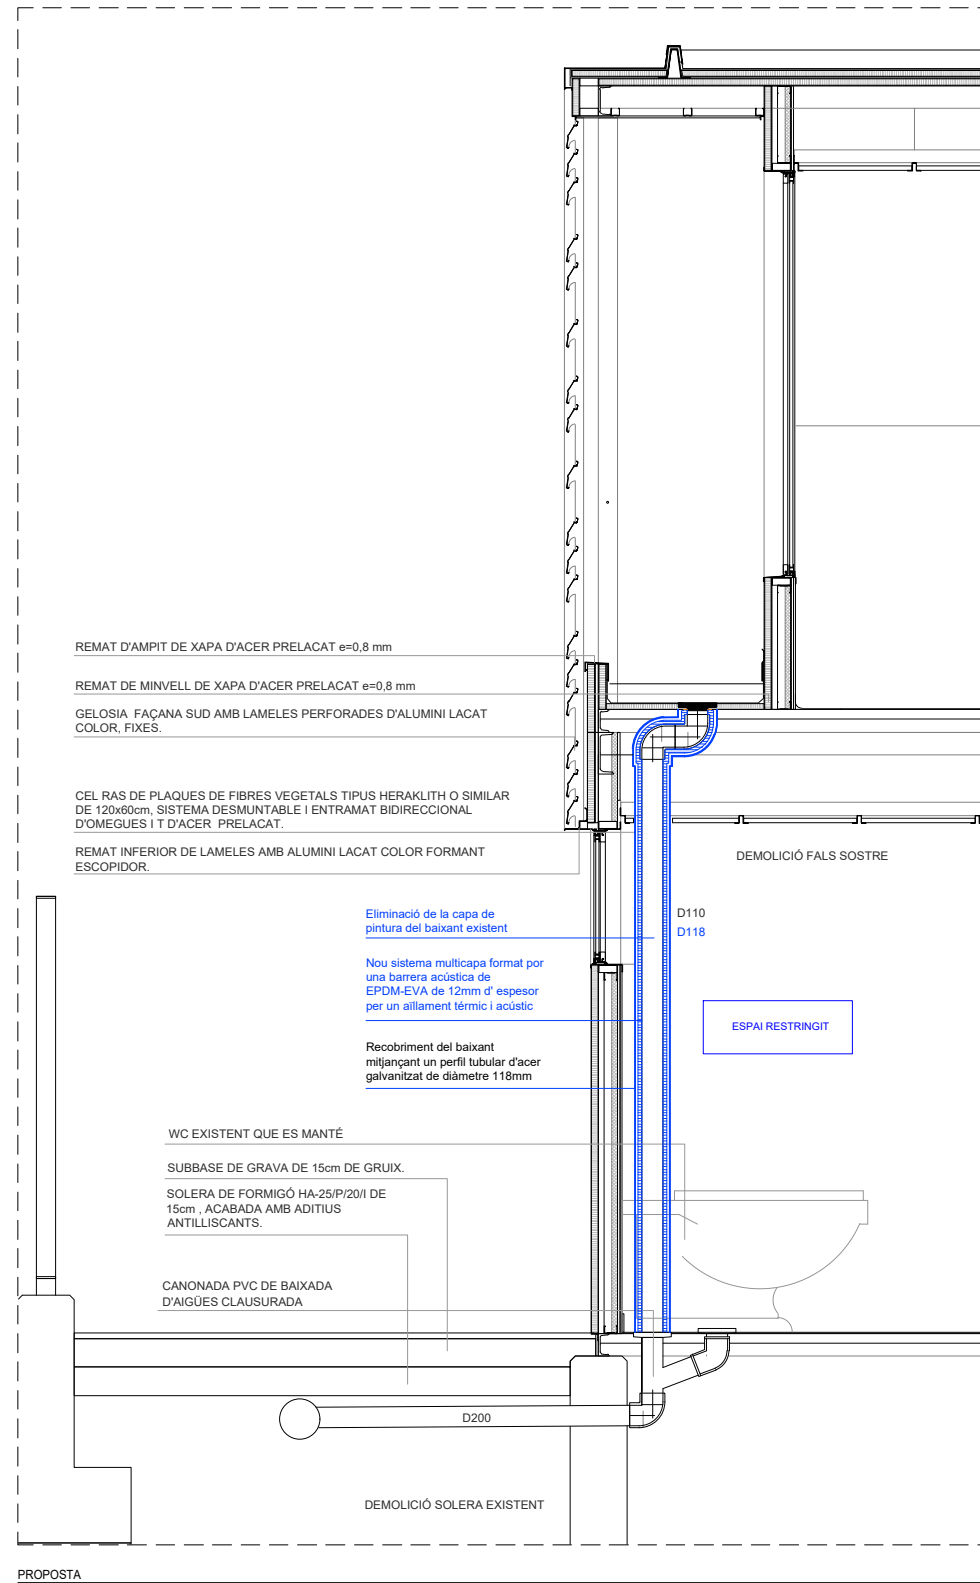 REMAT D'AMPIT DE XAPA D'ACER PRELACAT e=0,8 mm
REMAT DE MINVELL DE XAPA D'ACER PRELACAT e=0,8 mm
GELOSIA FAÇANA SUD AMB LAMELES PERFORADES D'ALUMINI LACAT
COLOR, FIXES.
CEL RAS DE PLAQUES DE FIBRES VEGETALS TIPUS HERAKLITH O SIMILAR
DE 120x60cm, SISTEMA DESMUNTABLE I ENTRAMAT BIDIRECCIONAL
D'OMEGUES I T D'ACER PRELACAT.
REMAT INFERIOR DE LAMELES AMB ALUMINI LACAT COLOR FORMANT
ESCOPIDOR.
DEMOLICIÓ FALS SOSTRE
Eliminació de la capa de
pintura del baixant existent
D110
D118
Nou sistema multicapa format por
una barrera acústica de
EPDM-EVA de 12mm d' espesor
per un aïllament térmic i acústic
ESPAI RESTRINGIT
Recobriment del baixant
mitjançant un perfil tubular d'acer
galvanitzat de diàmetre 118mm
WC EXISTENT QUE ES MANTÉ
SUBBASE DE GRAVA DE 15cm DE GRUIX.
SOLERA DE FORMIGÓ HA-25/P/20/I DE
15cm , ACABADA AMB ADITIUS
ANTILLISCANTS.
CANONADA PVC DE BAIXADA
D'AIGÜES CLAUSURADA
D200
DEMOLICIÓ SOLERA EXISTENT
PROPOSTA